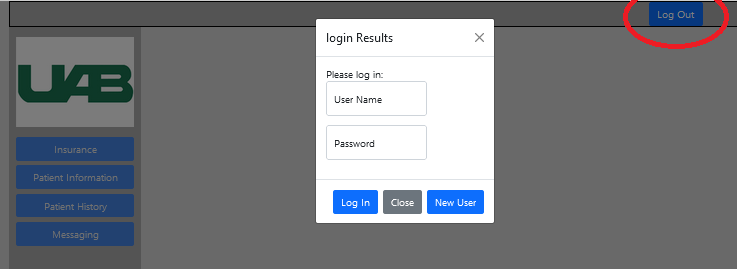 Log Out
login Results
Please log in:
User Name
Password
Log In
Close
New User
UAB
Insurance
Patient Information
Patient History
Messaging